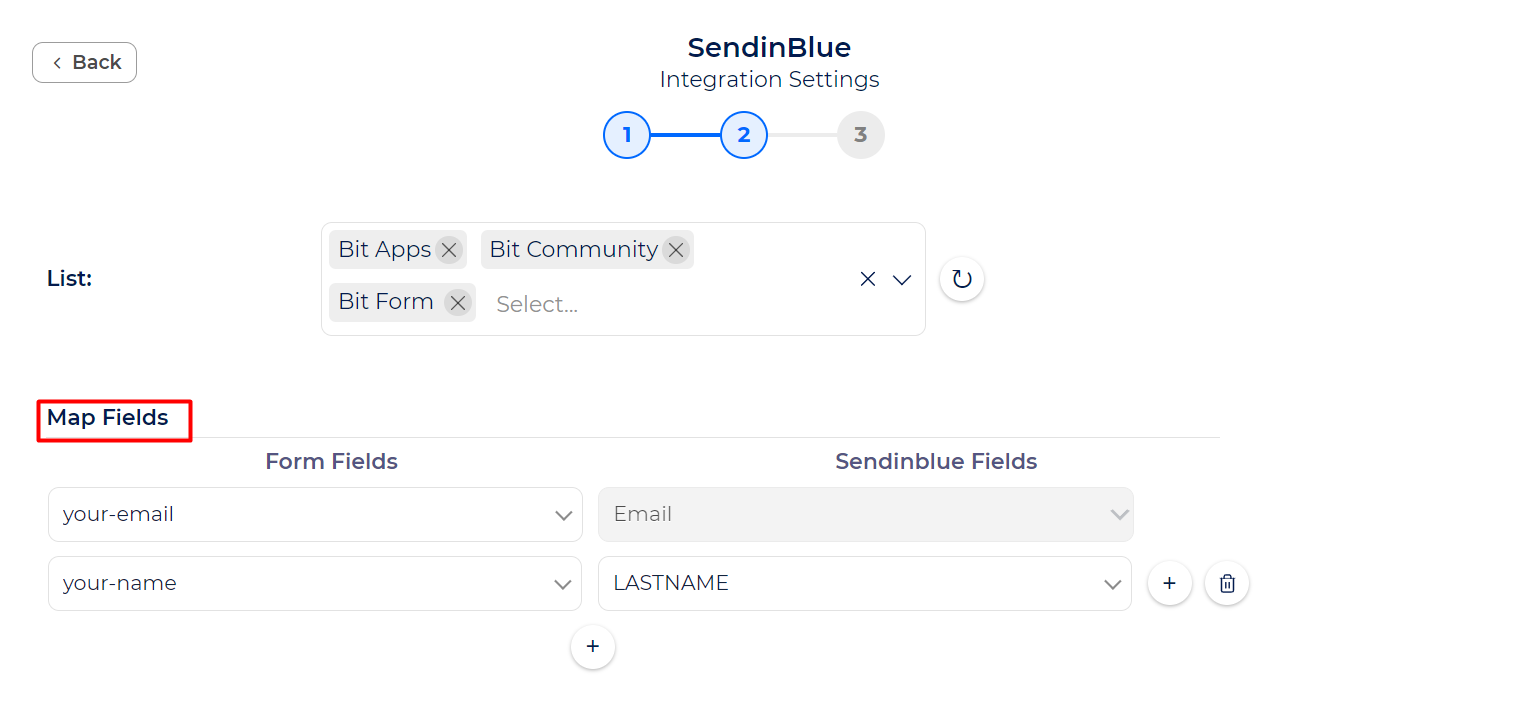 Back
SendinBlue
Integration Settings
1 2 3
List:
Bit Apps Bit Community
Bit Form Select...
Map Fields
Form Fields Sendinblue Fields
your-email Email
your-name LASTNAME +
+